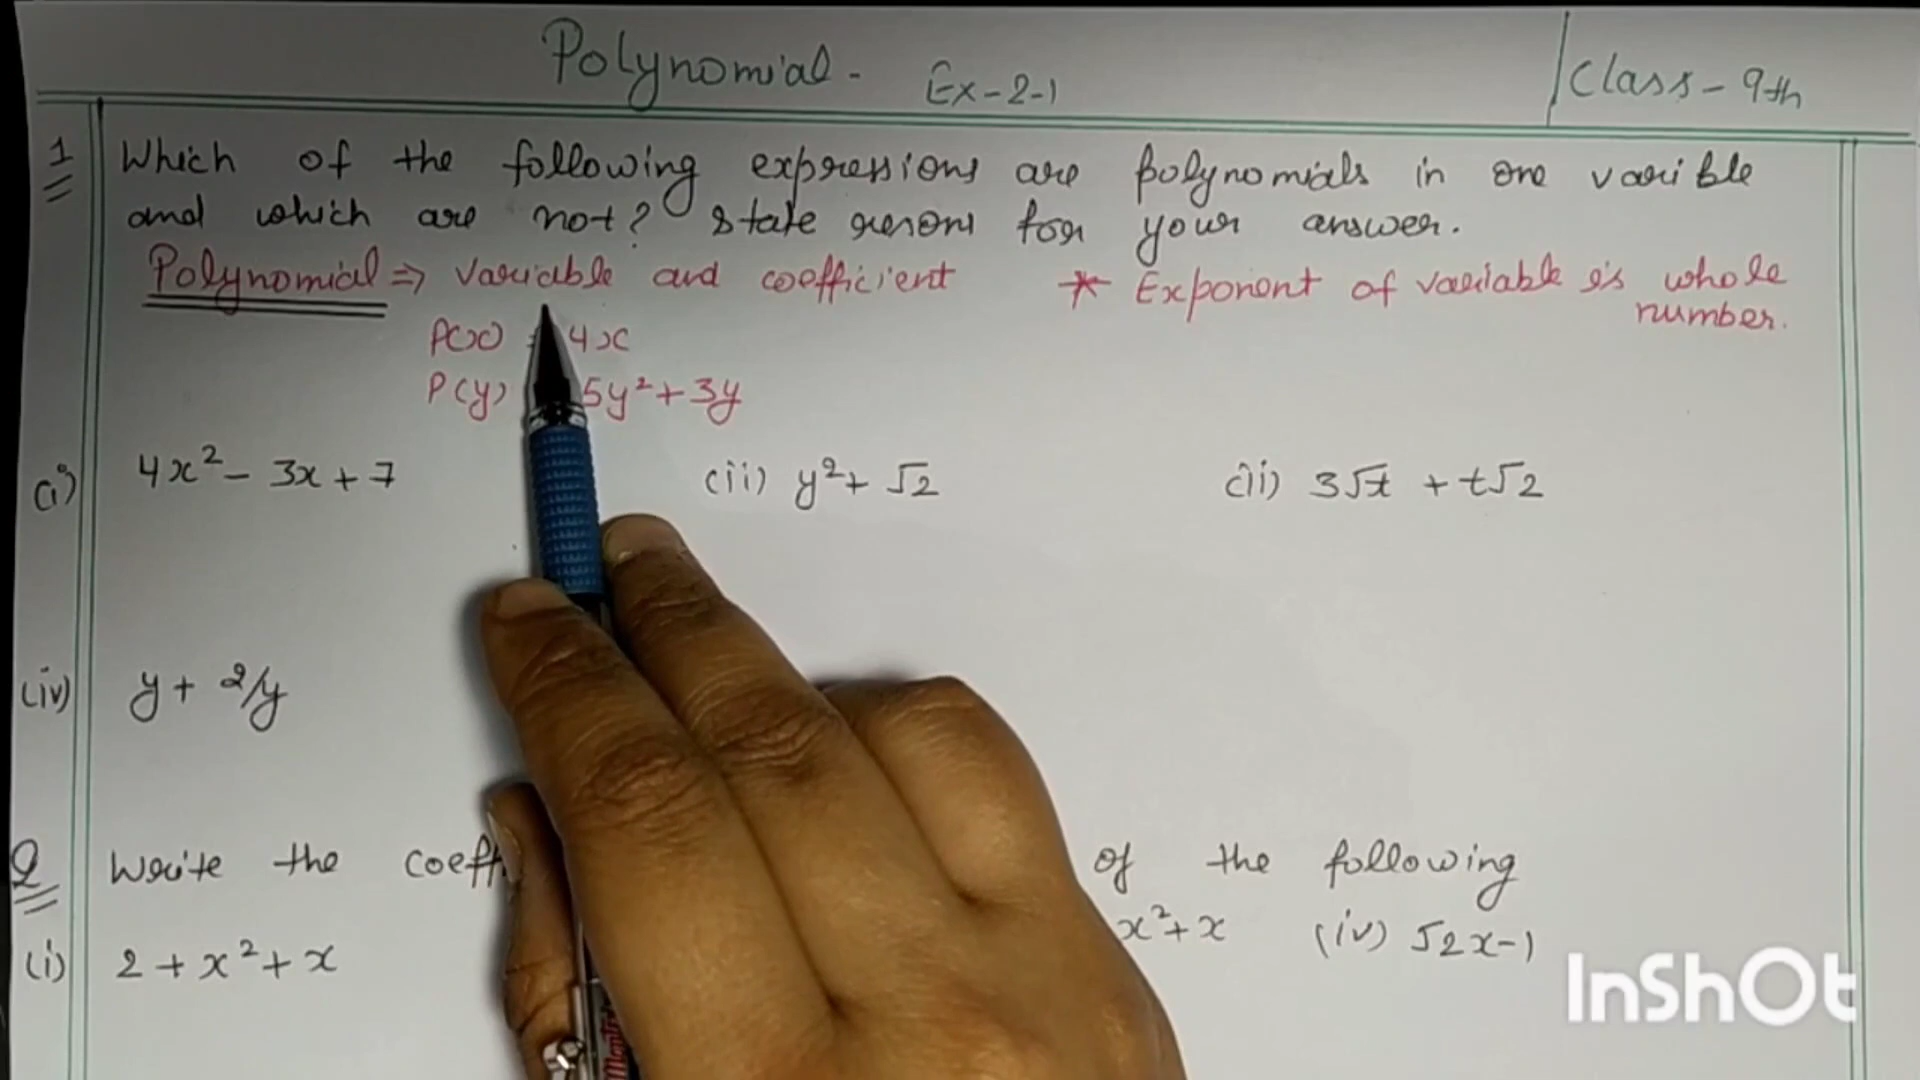 Polynomial - Ex-2-1 Class-9th
1 Which of the following expressions are polynomials in one varible
and which are not? state resons for your answer.
Polynomial ⇒ variable and coefficient * Exponent of variable is whole
number.
P(x) = 4x
P(y) 5y²+3y
(i) 4x²- 3x+7 (ii) y²+ √2 (iii) 3√t + t√2
(iv) y + 2/y
2 Write the of the following
(i) 2 + x²+ x x²+x (iv) √2x-1
InShOt